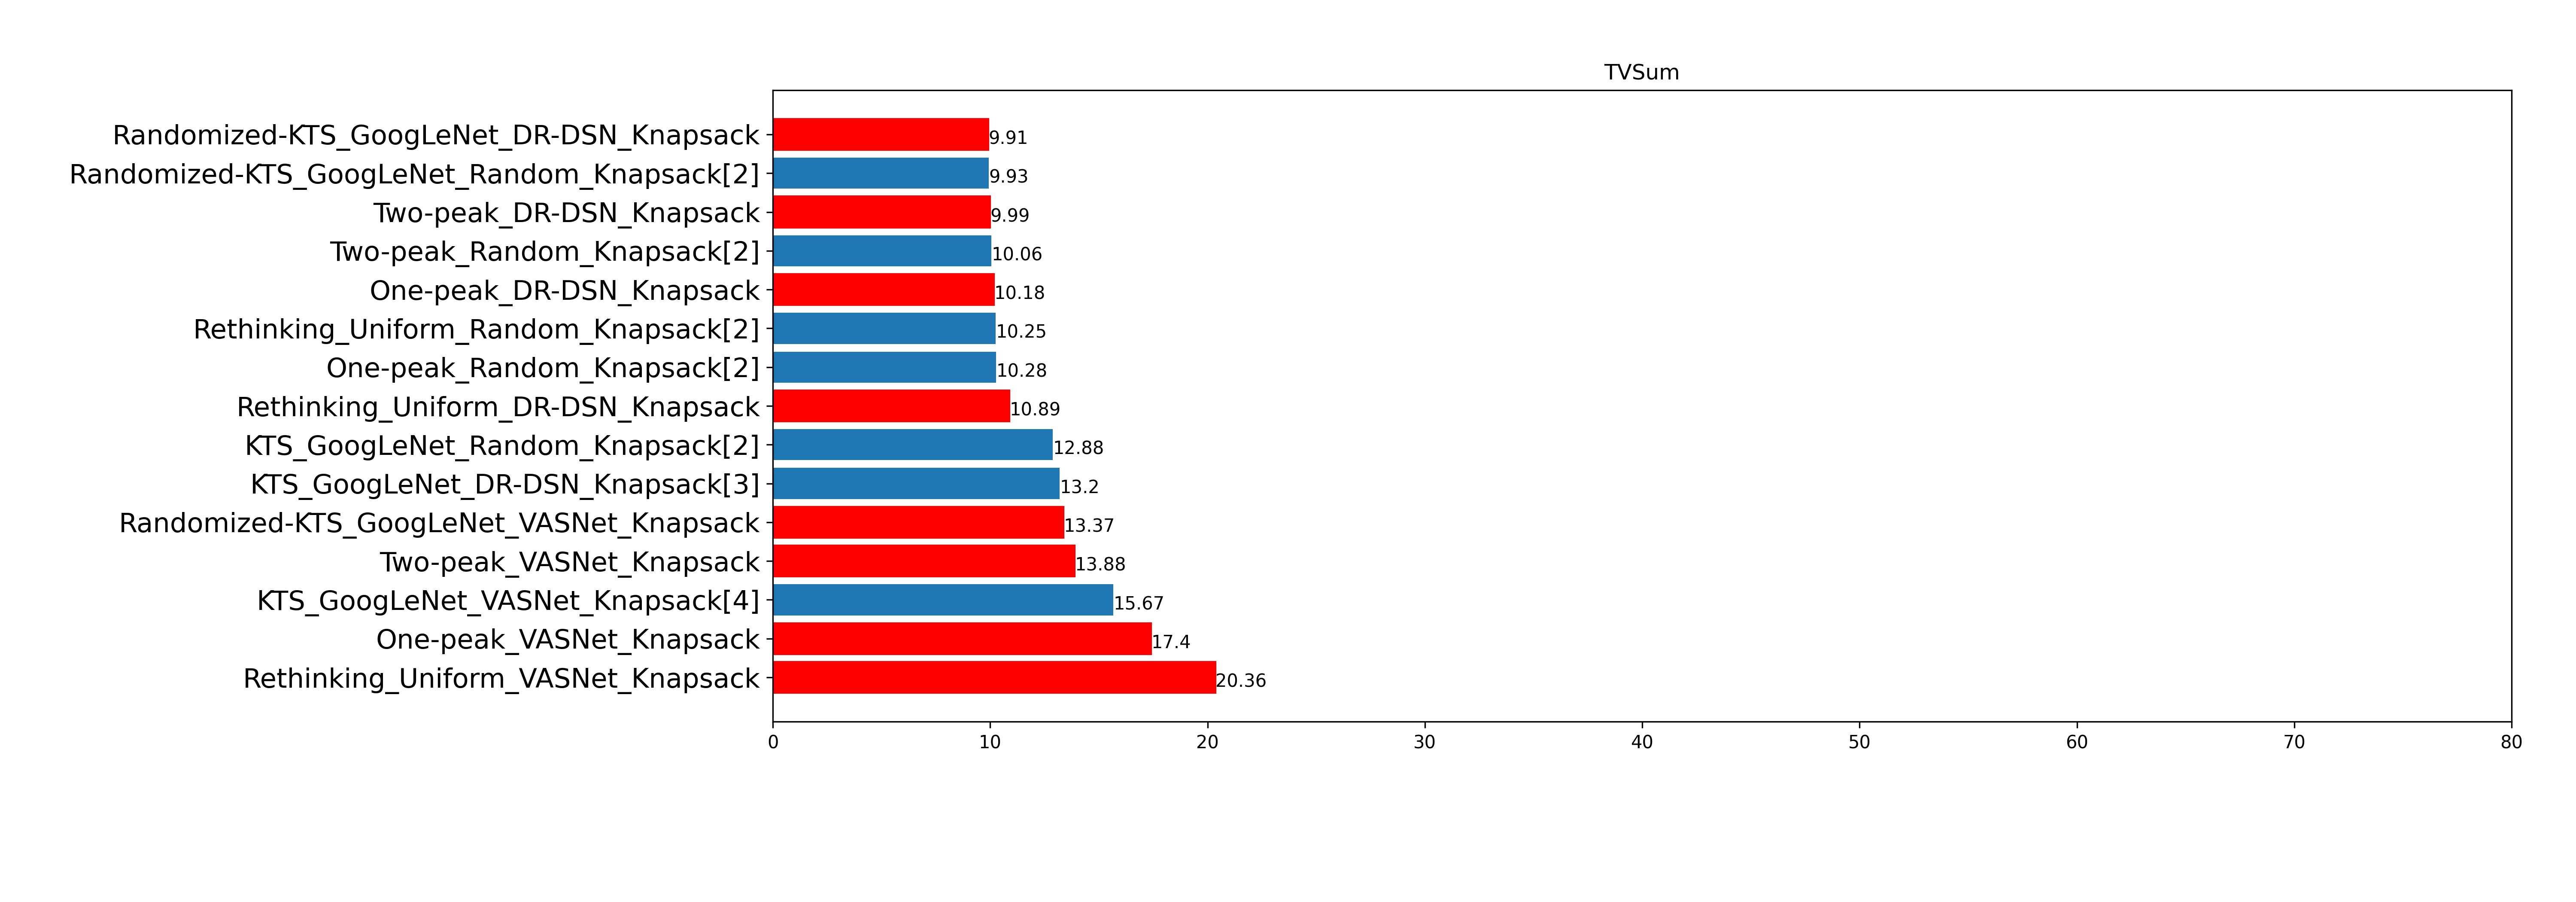 TVSum
Randomized-KTS_GoogLeNet_DR-DSN_Knapsack 9.91
Randomized-KTS_GoogLeNet_Random_Knapsack[2] 9.93
Two-peak_DR-DSN_Knapsack 9.99
Two-peak_Random_Knapsack[2] 10.06
One-peak_DR-DSN_Knapsack 10.18
Rethinking_Uniform_Random_Knapsack[2] 10.25
One-peak_Random_Knapsack[2] 10.28
Rethinking_Uniform_DR-DSN_Knapsack 10.89
KTS_GoogLeNet_Random_Knapsack[2] 12.88
KTS_GoogLeNet_DR-DSN_Knapsack[3] 13.2
Randomized-KTS_GoogLeNet_VASNet_Knapsack 13.37
Two-peak_VASNet_Knapsack 13.88
KTS_GoogLeNet_VASNet_Knapsack[4] 15.67
One-peak_VASNet_Knapsack 17.4
Rethinking_Uniform_VASNet_Knapsack 20.36
0 10 20 30 40 50 60 70 80